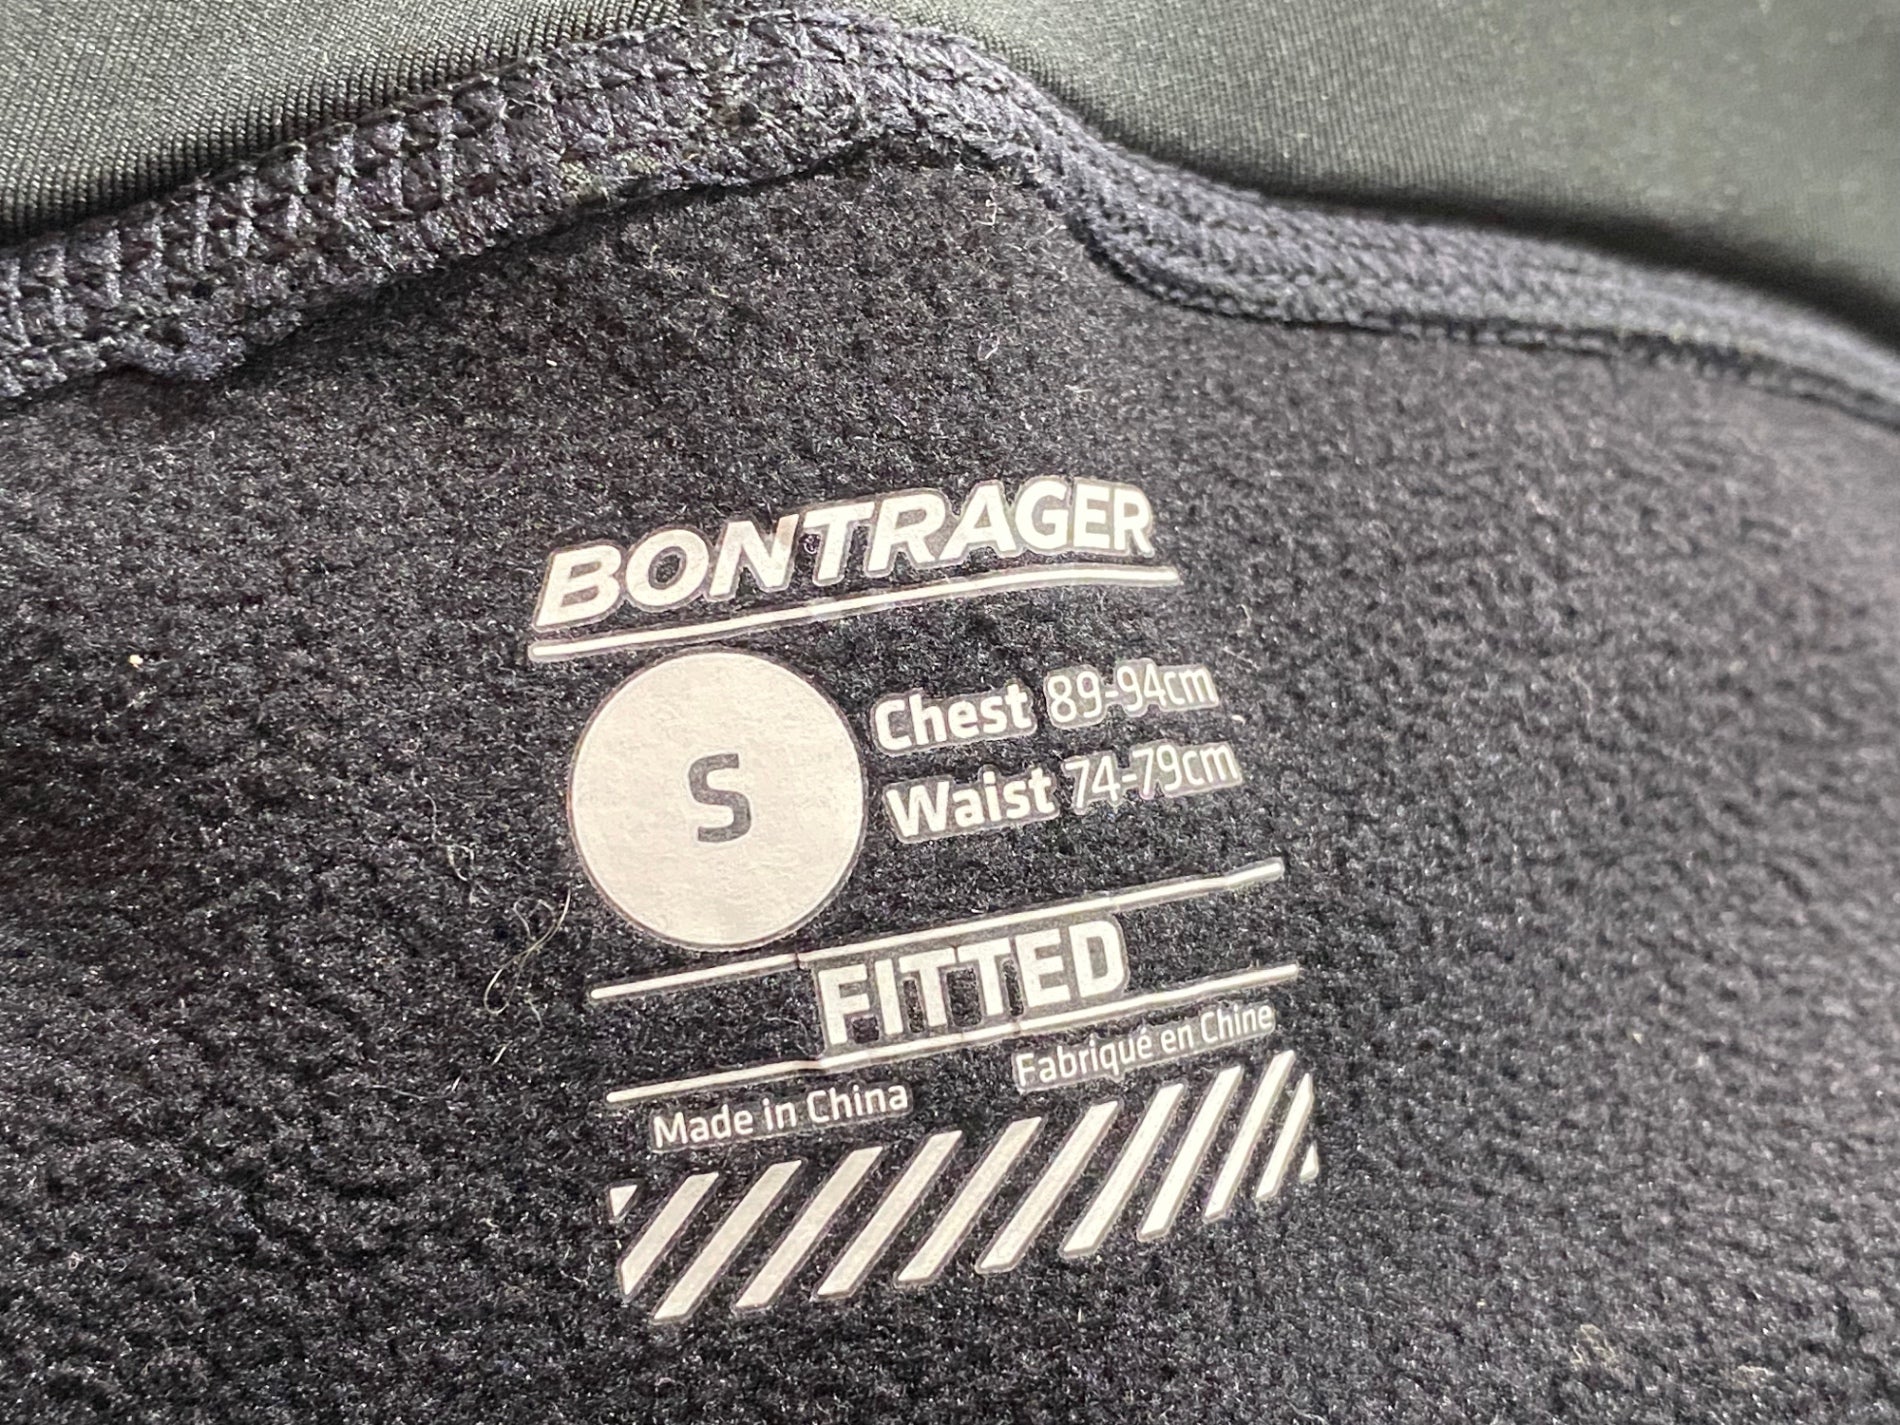 BONTRAGER
S
Chest 89-94cm
Waist 74-79cm
FITTED
Made in China
Fabriqué en Chine